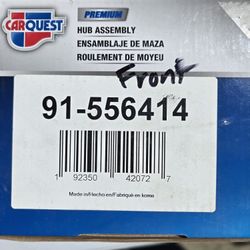 CARQUEST
PREMIUM
HUB ASSEMBLY
ENSAMBLAJE DE MAZA
ROULEMENT DE MOYEU
Front
91-556414
1 92350 42072 7
Made in/Hecho en/Fabriqué en korea